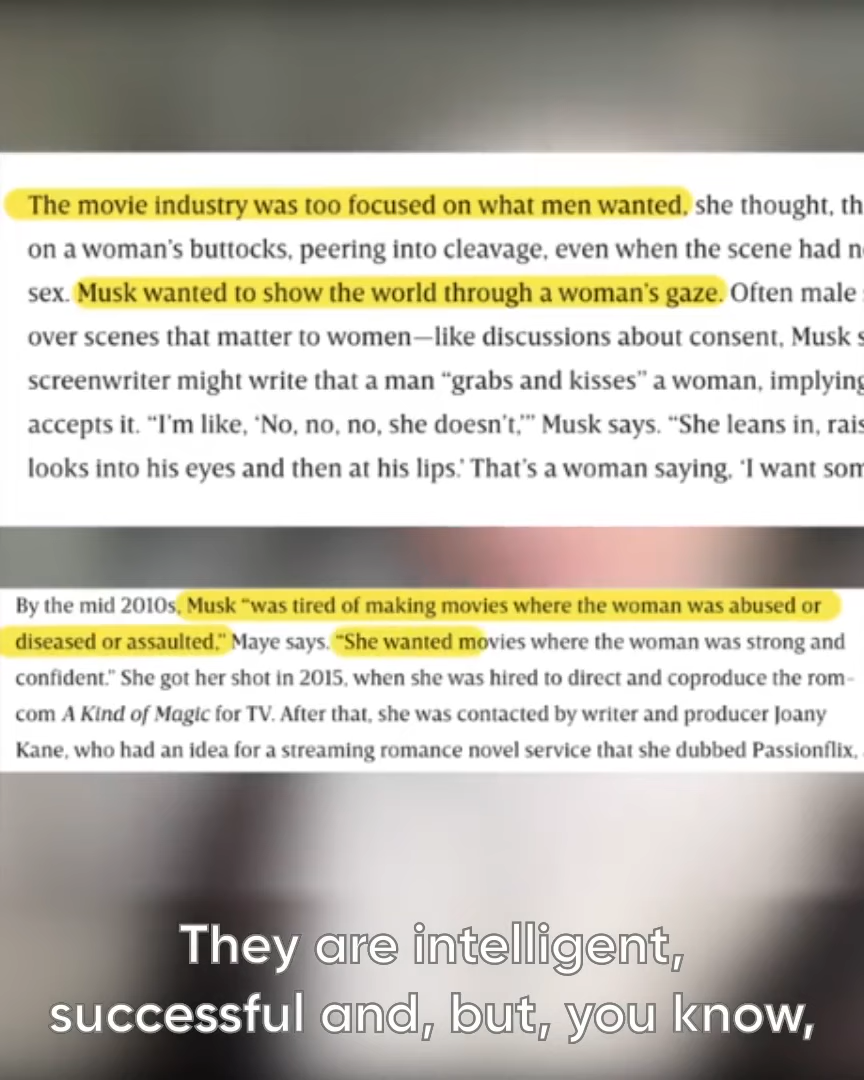 The movie industry was too focused on what men wanted, she thought, th
on a woman's buttocks, peering into cleavage, even when the scene had n
sex. Musk wanted to show the world through a woman's gaze. Often male
over scenes that matter to women—like discussions about consent, Musk s
screenwriter might write that a man “grabs and kisses” a woman, implying
accepts it. “I'm like, ‘No, no, no, she doesn't,’” Musk says. “She leans in, rais
looks into his eyes and then at his lips.’ That's a woman saying, ‘I want som
By the mid 2010s, Musk “was tired of making movies where the woman was abused or
diseased or assaulted,” Maye says. “She wanted movies where the woman was strong and
confident.” She got her shot in 2015, when she was hired to direct and coproduce the rom-
com A Kind of Magic for TV. After that, she was contacted by writer and producer Joany
Kane, who had an idea for a streaming romance novel service that she dubbed Passionflix,
They are intelligent,
successful and, but, you know,